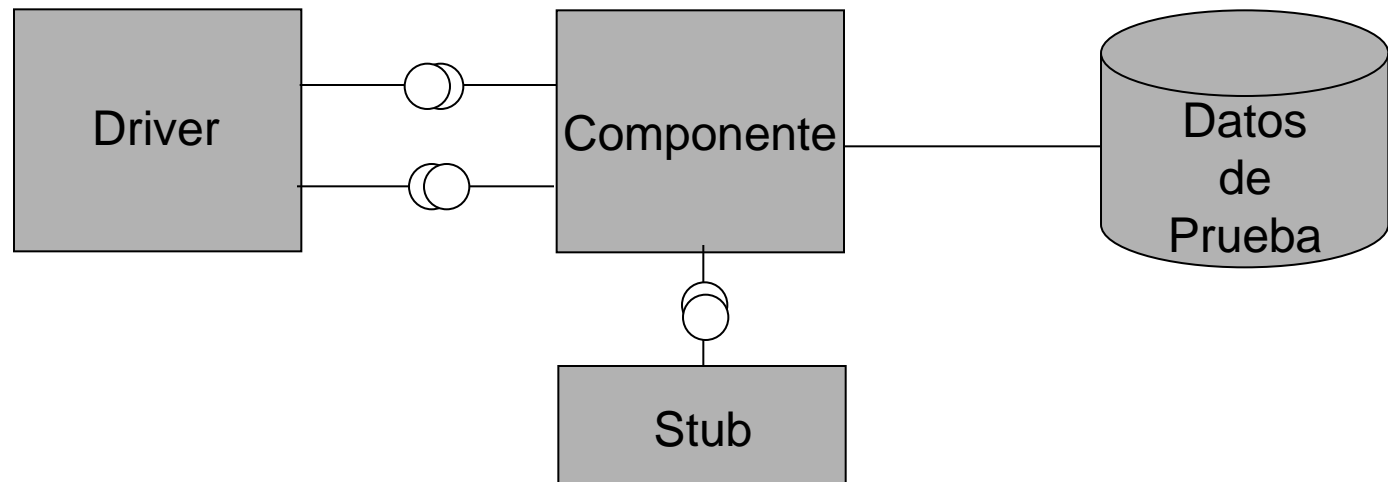 Driver
Componente
Datos
de
Prueba
Stub